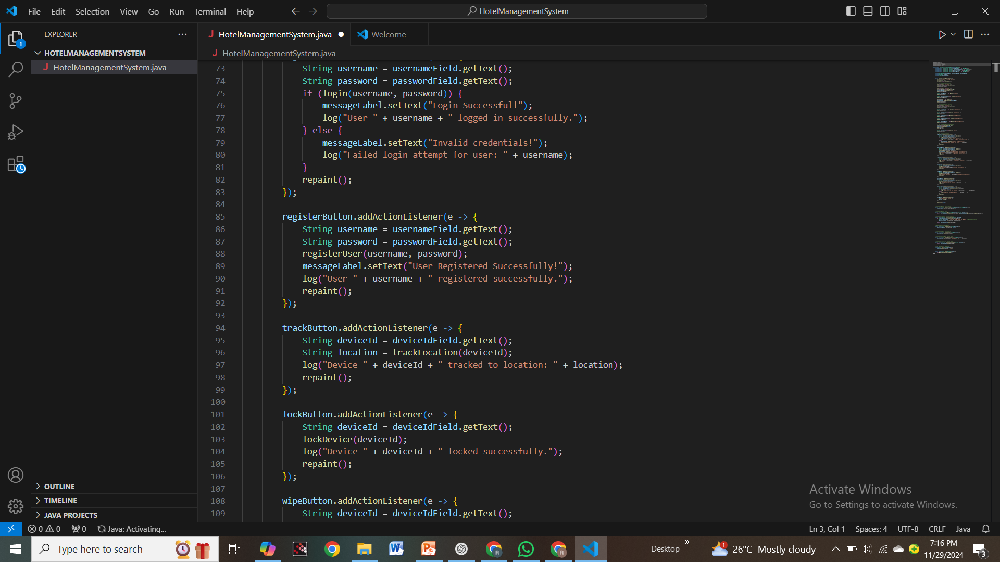 File Edit Selection View Go Run Terminal Help
HotelManagementSystem
EXPLORER
HOTELMANAGEMENTSYSTEM
J HotelManagementSystem.java
1
OUTLINE
TIMELINE
JAVA PROJECTS
J HotelManagementSystem.java
Welcome
J HotelManagementSystem.java
73 String username = usernameField.getText();
74 String password = passwordField.getText();
75 if (login(username, password)) {
76 messageLabel.setText("Login Successful!");
77 log("User " + username + " logged in successfully.");
78 } else {
79 messageLabel.setText("Invalid credentials!");
80 log("Failed login attempt for user: " + username);
81 }
82 repaint();
83 });
84
85 registerButton.addActionListener(e -> {
86 String username = usernameField.getText();
87 String password = passwordField.getText();
88 registerUser(username, password);
89 messageLabel.setText("User Registered Successfully!");
90 log("User " + username + " registered successfully.");
91 repaint();
92 });
93
94 trackButton.addActionListener(e -> {
95 String deviceId = deviceIdField.getText();
96 String location = trackLocation(deviceId);
97 log("Device " + deviceId + " tracked to location: " + location);
98 repaint();
99 });
100
101 lockButton.addActionListener(e -> {
102 String deviceId = deviceIdField.getText();
103 lockDevice(deviceId);
104 log("Device " + deviceId + " locked successfully.");
105 repaint();
106 });
107
108 wipeButton.addActionListener(e -> {
109 String deviceId = deviceIdField.getText();
Activate Windows
Go to Settings to activate Windows.
0 0 0 Java: Activating...
Ln 3, Col 1 Spaces: 4 UTF-8 CRLF Java
Type here to search
Desktop
1
26°C Mostly cloudy
7:16 PM
11/29/2024
3